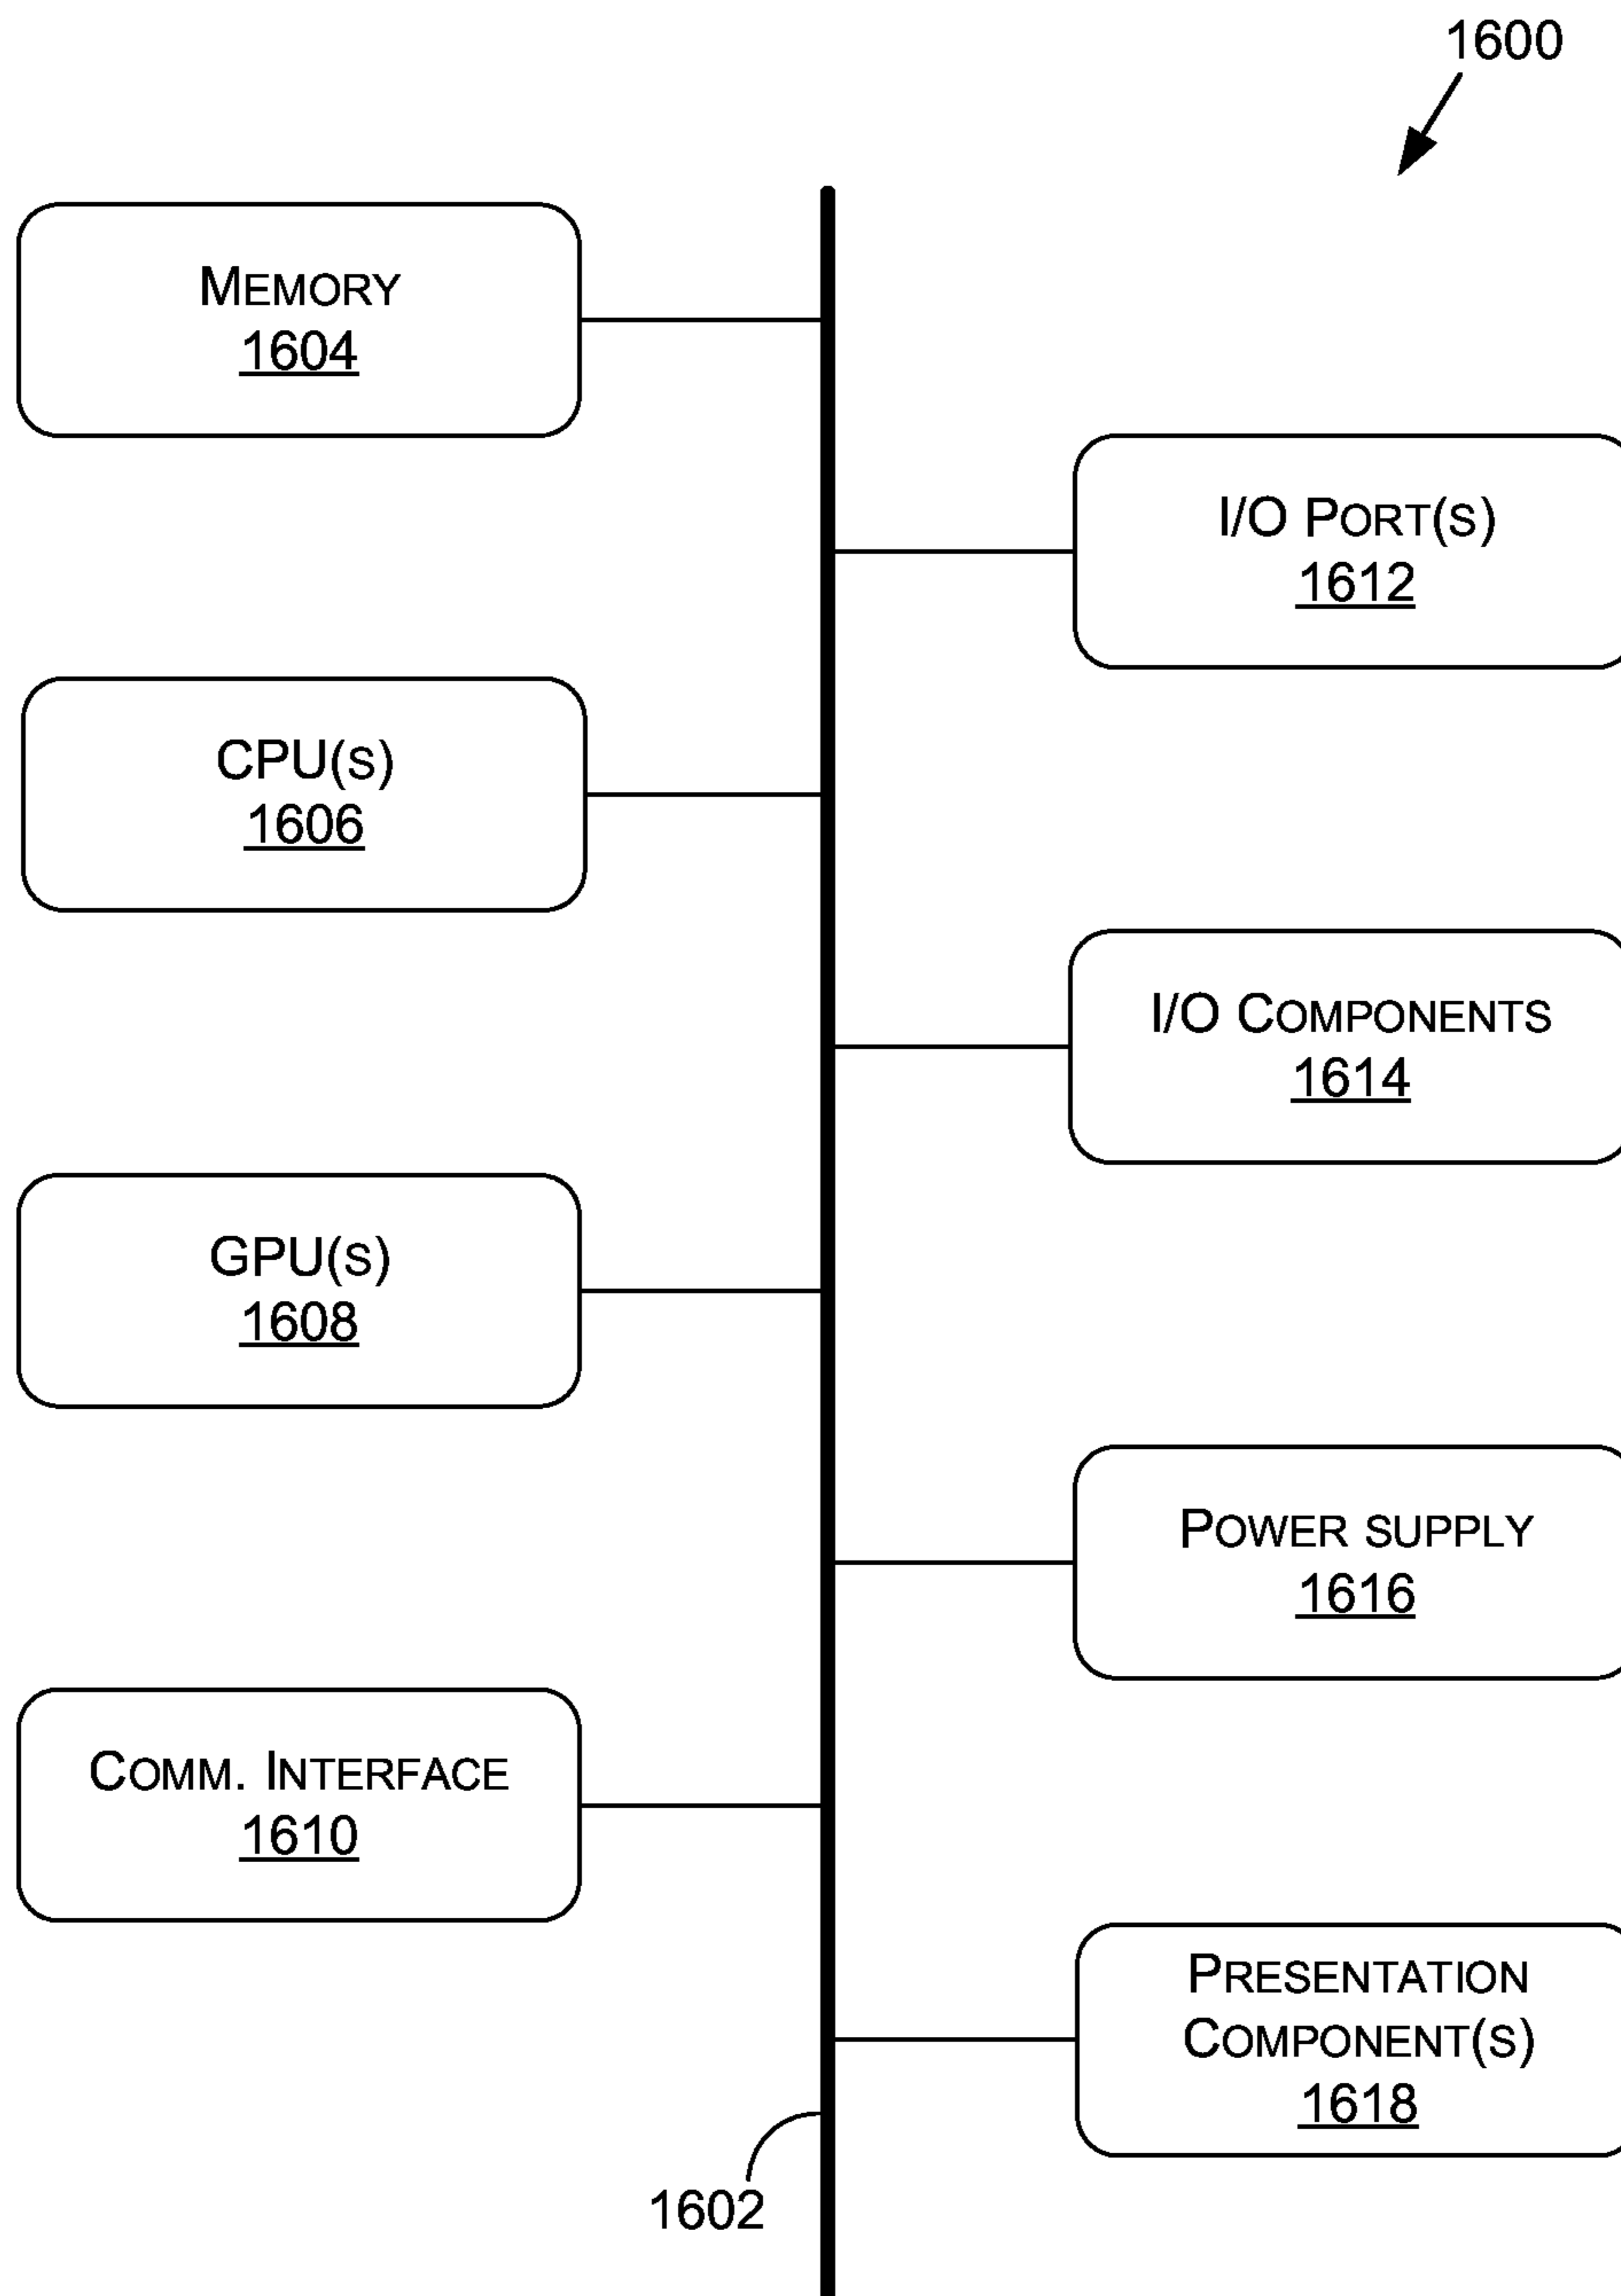 1600
MEMORY
1604
I/O PORT(S)
1612
CPU(S)
1606
I/O COMPONENTS
1614
GPU(S)
1608
POWER SUPPLY
1616
COMM. INTERFACE
1610
PRESENTATION
COMPONENT(S)
1618
1602